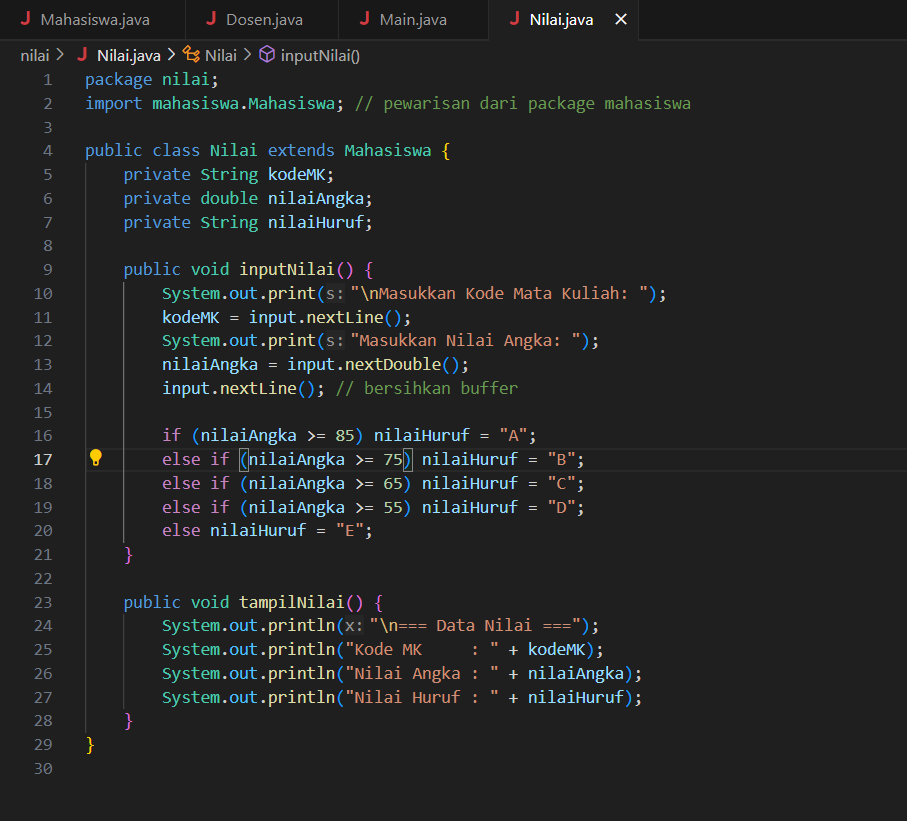 Mahasiswa.java Dosen.java Main.java Nilai.java
nilai > Nilai.java > Nilai > inputNilai()
1 package nilai;
2 import mahasiswa.Mahasiswa; // pewarisan dari package mahasiswa
3
4 public class Nilai extends Mahasiswa {
5     private String kodeMK;
6     private double nilaiAngka;
7     private String nilaiHuruf;
8
9     public void inputNilai() {
10         System.out.print(s: "\nMasukkan Kode Mata Kuliah: ");
11         kodeMK = input.nextLine();
12         System.out.print(s: "Masukkan Nilai Angka: ");
13         nilaiAngka = input.nextDouble();
14         input.nextLine(); // bersihkan buffer
15
16         if (nilaiAngka >= 85) nilaiHuruf = "A";
17         else if (nilaiAngka >= 75) nilaiHuruf = "B";
18         else if (nilaiAngka >= 65) nilaiHuruf = "C";
19         else if (nilaiAngka >= 55) nilaiHuruf = "D";
20         else nilaiHuruf = "E";
21     }
22
23     public void tampilNilai() {
24         System.out.println(x: "\n=== Data Nilai ===");
25         System.out.println("Kode MK     : " + kodeMK);
26         System.out.println("Nilai Angka : " + nilaiAngka);
27         System.out.println("Nilai Huruf : " + nilaiHuruf);
28     }
29 }
30